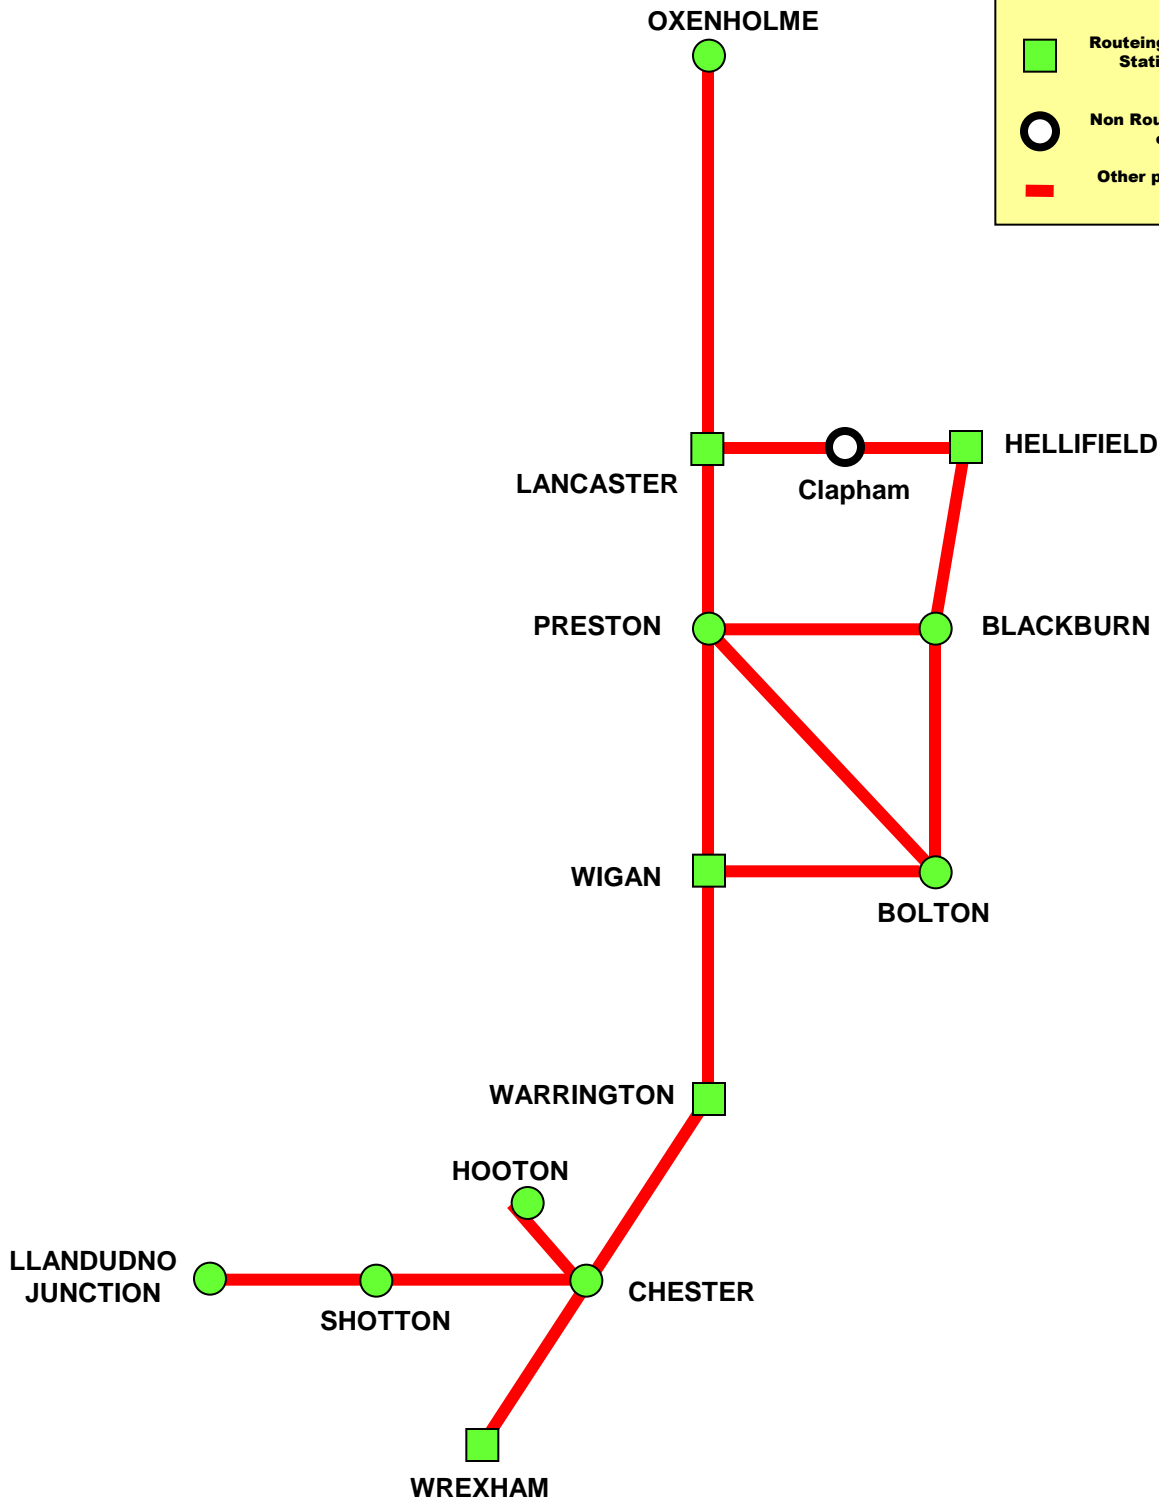 OXENHOLME
Routeing
Stati
Non Rou
Other p
HELLIFIELD
LANCASTER
Clapham
PRESTON
BLACKBURN
WIGAN
BOLTON
WARRINGTON
HOOTON
LLANDUDNO
JUNCTION
CHESTER
SHOTTON
WREXHAM